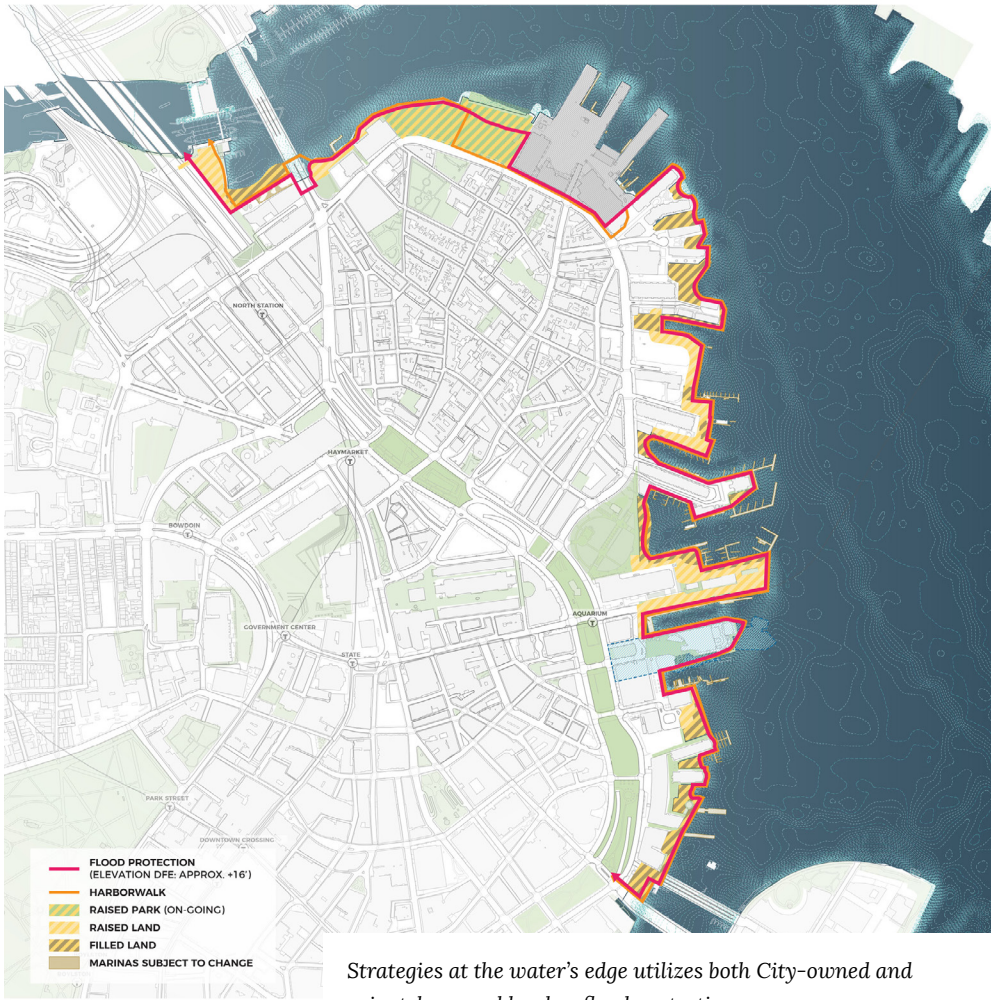 NORTH STATION
T
HAYMARKET
T
BOWDOIN
T
AQUARIUM
T
GOVERNMENT CENTER
T
STATE
T
PARK STREET
T
DOWNTOWN CROSSING
FLOOD PROTECTION
(ELEVATION DFE: APPROX. +16')
HARBORWALK
RAISED PARK (ON-GOING)
RAISED LAND
FILLED LAND
MARINAS SUBJECT TO CHANGE
Strategies at the water's edge utilizes both City-owned and